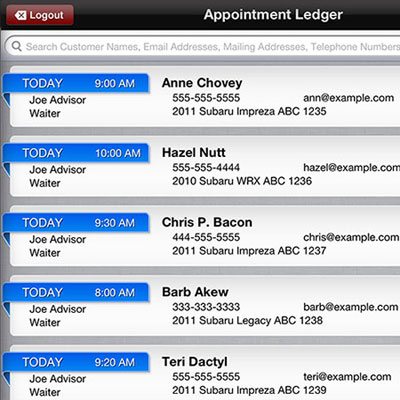 Logout
Appointment Ledger
Search Customer Names, Email Addresses, Mailing Addresses, Telephone Numbers
TODAY 9:00 AM
Joe Advisor
Waiter
Anne Chovey
555-555-5555 ann@example.com
2011 Subaru Impreza ABC 1235
TODAY 10:00 AM
Joe Advisor
Waiter
Hazel Nutt
555-555-4444 hazel@example.com
2010 Subaru WRX ABC 1236
TODAY 9:30 AM
Joe Advisor
Waiter
Chris P. Bacon
444-555-5555 chris@example.com
2011 Subaru Impreza ABC 1237
TODAY 8:00 AM
Joe Advisor
Waiter
Barb Akew
333-333-3333 barb@example.com
2011 Subaru Legacy ABC 1238
TODAY 9:20 AM
Joe Advisor
Waiter
Teri Dactyl
555-555-5555 teri@example.com
2011 Subaru Impreza ABC 1239